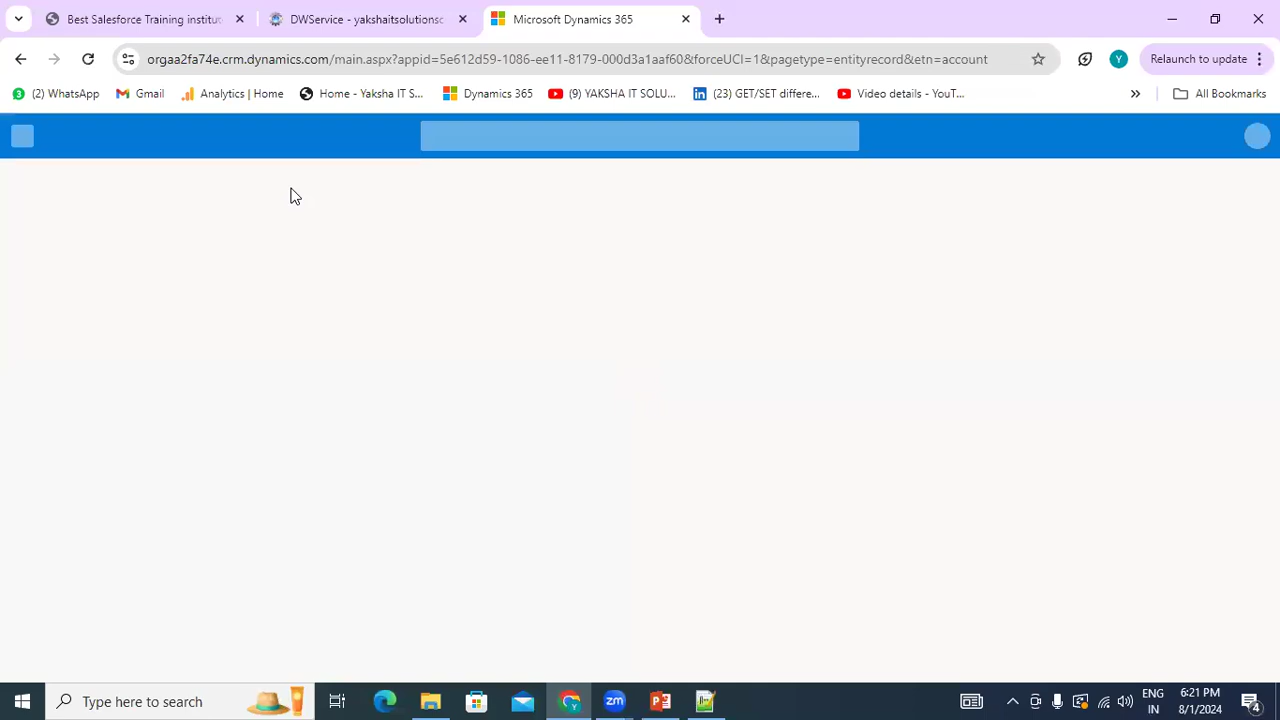 Best Salesforce Training institut
DWService - yakshaitsolutionsc
Microsoft Dynamics 365
orgaa2fa74e.crm.dynamics.com/main.aspx?appid=5e612d59-1086-ee11-8179-000d3a1aaf60&forceUCI=1&pagetype=entityrecord&etn=account
Y
Relaunch to update
(2) WhatsApp
Gmail
Analytics | Home
Home - Yaksha IT S...
Dynamics 365
(9) YAKSHA IT SOLU...
(23) GET/SET differe...
Video details - YouT...
All Bookmarks
Type here to search
ENG
IN
6:21 PM
8/1/2024
4